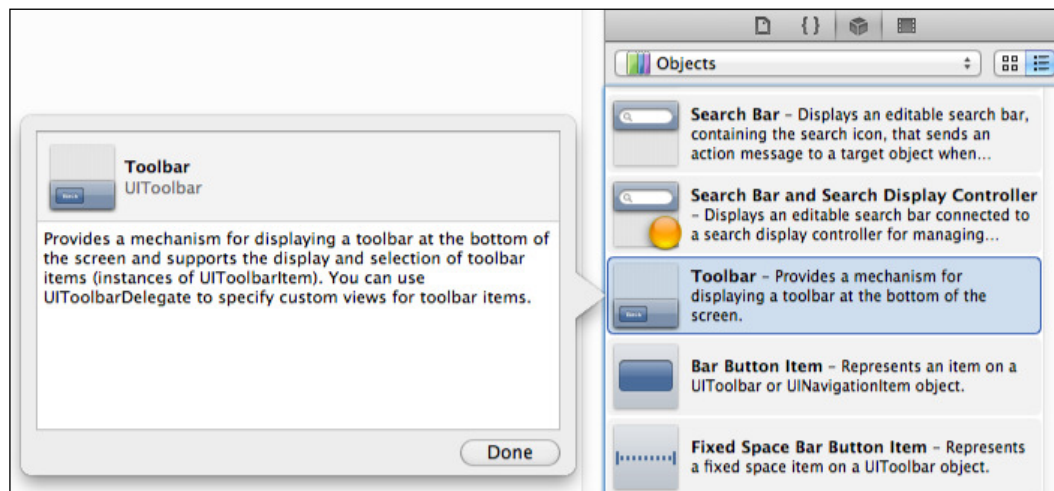 { }
Objects
Search Bar – Displays an editable search bar,
containing the search icon, that sends an
action message to a target object when...
Search Bar and Search Display Controller
– Displays an editable search bar connected to
a search display controller for managing...
Toolbar – Provides a mechanism for
displaying a toolbar at the bottom of the
screen.
Bar Button Item – Represents an item on a
UIToolbar or UINavigationItem object.
Fixed Space Bar Button Item – Represents
a fixed space item on a UIToolbar object.
Toolbar
UIToolbar
Provides a mechanism for displaying a toolbar at the bottom of
the screen and supports the display and selection of toolbar
items (instances of UIToolbarItem). You can use
UIToolbarDelegate to specify custom views for toolbar items.
Done